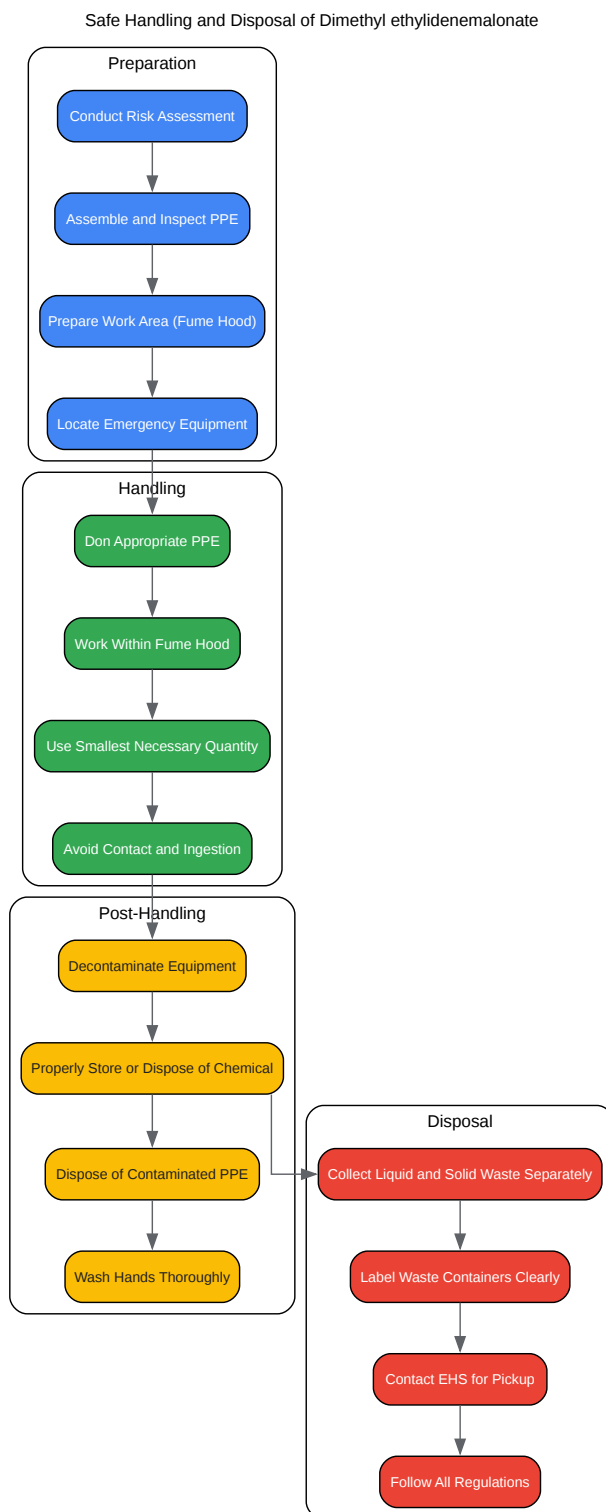 Safe Handling and Disposal of Dimethyl ethylidenemalonate
Preparation
Conduct Risk Assessment
Assemble and Inspect PPE
Prepare Work Area (Fume Hood)
Locate Emergency Equipment
Handling
Don Appropriate PPE
Work Within Fume Hood
Use Smallest Necessary Quantity
Avoid Contact and Ingestion
Post-Handling
Decontaminate Equipment
Properly Store or Dispose of Chemical
Dispose of Contaminated PPE
Wash Hands Thoroughly
Disposal
Collect Liquid and Solid Waste Separately
Label Waste Containers Clearly
Contact EHS for Pickup
Follow All Regulations